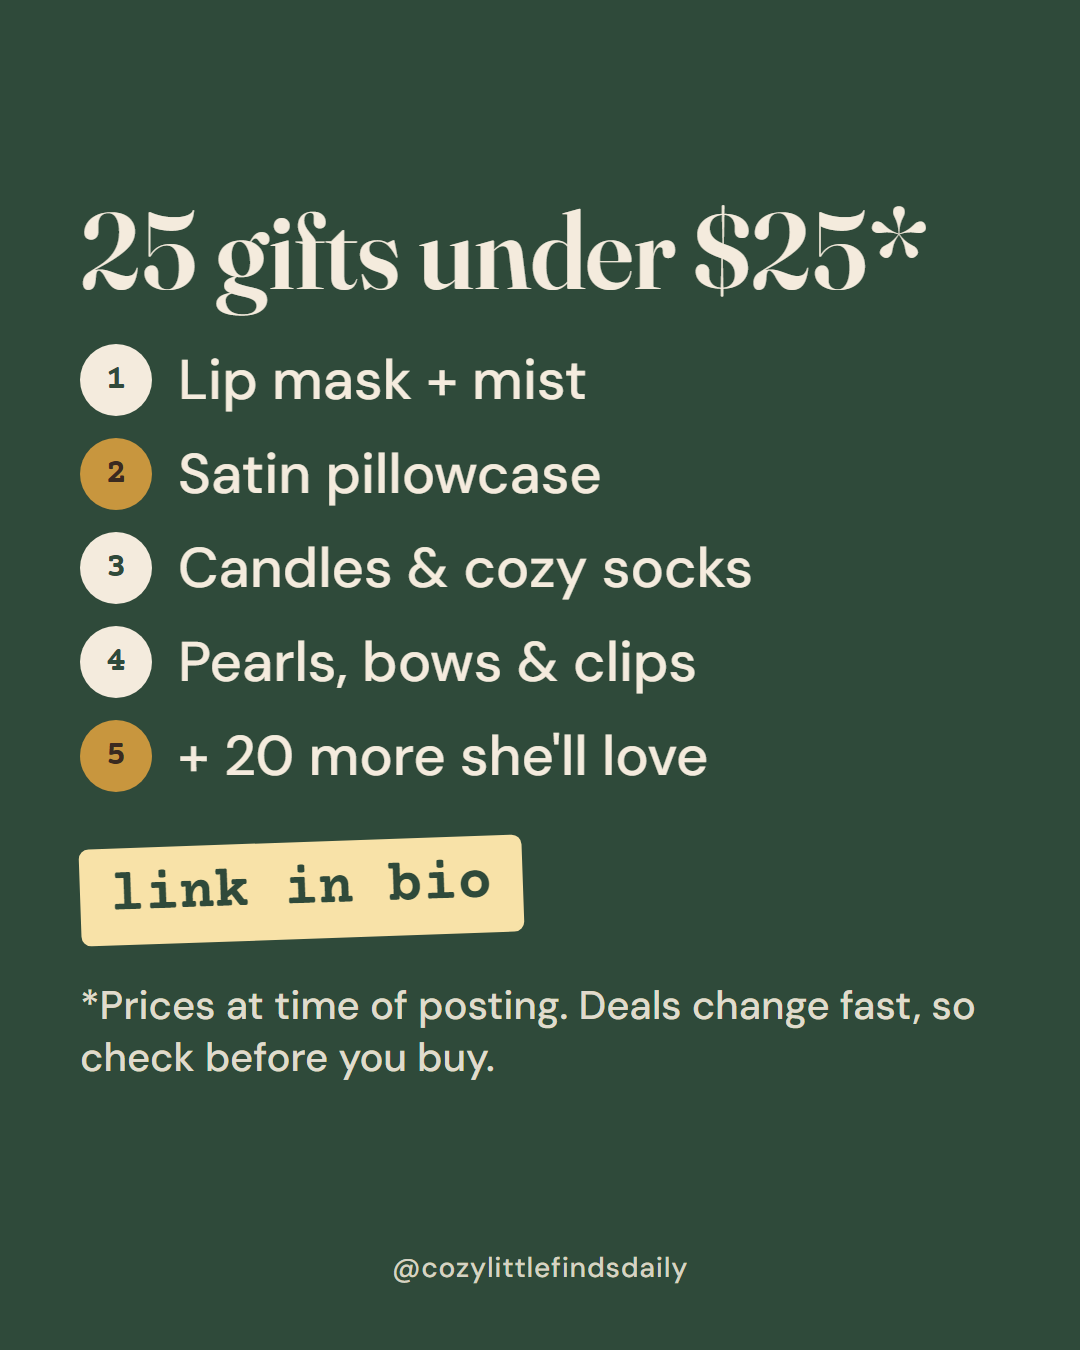 25 gifts under $25*
1 Lip mask + mist
2 Satin pillowcase
3 Candles & cozy socks
4 Pearls, bows & clips
5 + 20 more she'll love
link in bio
*Prices at time of posting. Deals change fast, so
check before you buy.
@cozylittlefindsdaily